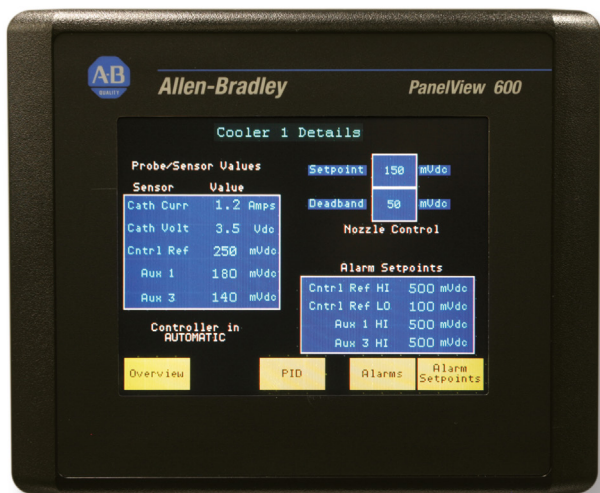 A·B
QUALITY
Allen-Bradley
PanelView 600
Cooler 1 Details
Probe/Sensor Values
Sensor Value
Cath Curr 1.2 Amps
Cath Volt 3.5 Vdc
Cntrl Ref 250 mVdc
Aux 1 180 mVdc
Aux 3 140 mVdc
Controller in
AUTOMATIC
Setpoint 150 mVdc
Deadband 50 mVdc
Nozzle Control
Alarm Setpoints
Cntrl Ref HI 500 mVdc
Cntrl Ref LO 100 mVdc
Aux 1 HI 500 mVdc
Aux 3 HI 500 mVdc
Overview
PID
Alarms
Alarm
Setpoints